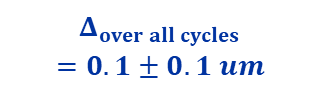 Δover all cycles
= 0.1 ± 0.1 um